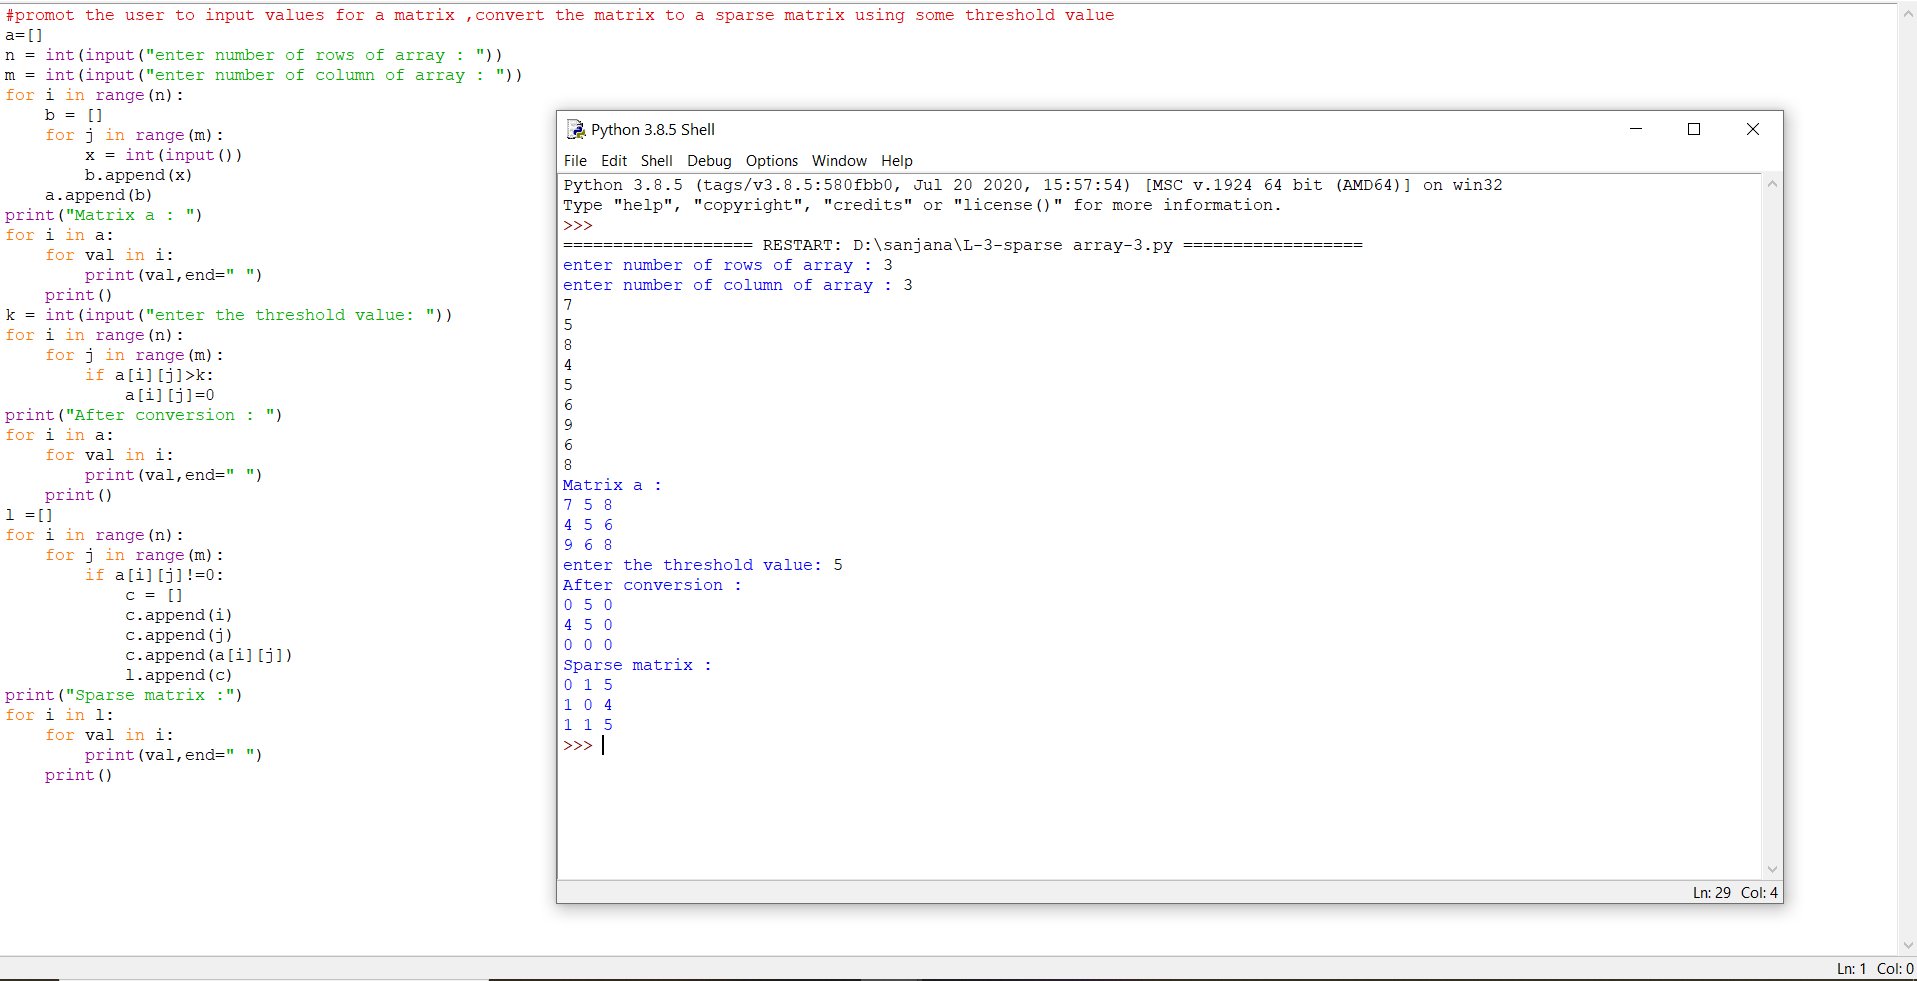 #promot the user to input values for a matrix ,convert the matrix to a sparse matrix using some threshold value
a=[]
n = int(input("enter number of rows of array : "))
m = int(input("enter number of column of array : "))
for i in range(n):
    b = []
    for j in range(m):
        x = int(input())
        b.append(x)
    a.append(b)
print("Matrix a : ")
for i in a:
    for val in i:
        print(val,end=" ")
    print()
k = int(input("enter the threshold value: "))
for i in range(n):
    for j in range(m):
        if a[i][j]>k:
            a[i][j]=0
print("After conversion : ")
for i in a:
    for val in i:
        print(val,end=" ")
    print()
l =[]
for i in range(n):
    for j in range(m):
        if a[i][j]!=0:
            c = []
            c.append(i)
            c.append(j)
            c.append(a[i][j])
            l.append(c)
print("Sparse matrix :")
for i in l:
    for val in i:
        print(val,end=" ")
    print()
Python 3.8.5 Shell
File Edit Shell Debug Options Window Help
Python 3.8.5 (tags/v3.8.5:580fbb0, Jul 20 2020, 15:57:54) [MSC v.1924 64 bit (AMD64)] on win32
Type "help", "copyright", "credits" or "license()" for more information.
>>>
=================== RESTART: D:\sanjana\L-3-sparse array-3.py ==================
enter number of rows of array : 3
enter number of column of array : 3
7
5
8
4
5
6
9
6
8
Matrix a :
7 5 8
4 5 6
9 6 8
enter the threshold value: 5
After conversion :
0 5 0
4 5 0
0 0 0
Sparse matrix :
0 1 5
1 0 4
1 1 5
>>>
Ln: 29 Col: 4
Ln: 1 Col: 0